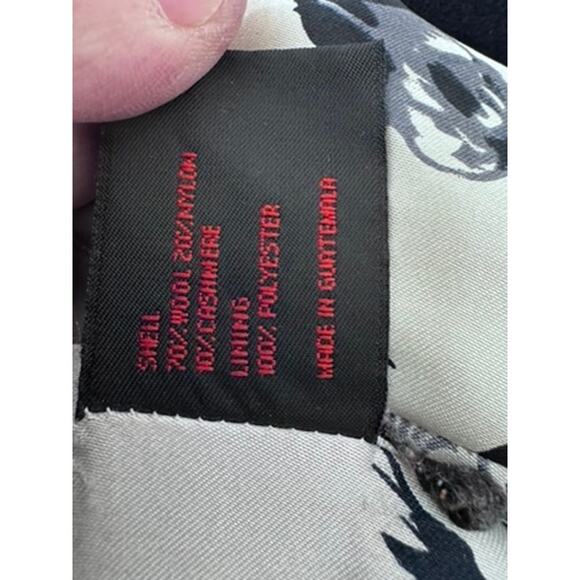 SHELL
70%WOOL 20%NYLON
10%CASHMERE
LINING
100% POLYESTER
MADE IN GUATEMALA